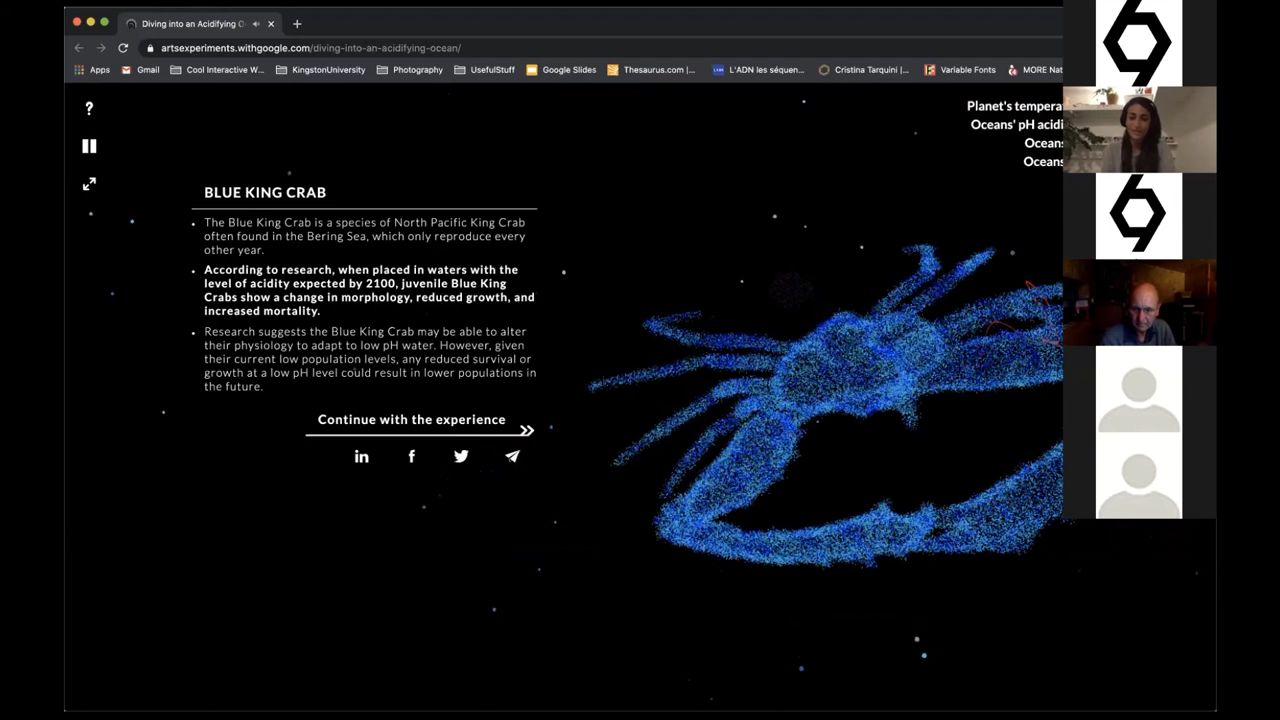 Diving into an Acidifying O
artsexperiments.withgoogle.com/diving-into-an-acidifying-ocean/
Apps Gmail Cool Interactive W... KingstonUniversity Photography UsefulStuff Google Slides Thesaurus.com |... L'ADN les séquen... Cristina Tarquini |... Variable Fonts MORE Nat
?
Planet's tempera
Oceans' pH acidi
Ocean
Oceans
BLUE KING CRAB
• The Blue King Crab is a species of North Pacific King Crab
often found in the Bering Sea, which only reproduce every
other year.
• According to research, when placed in waters with the
level of acidity expected by 2100, juvenile Blue King
Crabs show a change in morphology, reduced growth, and
increased mortality.
• Research suggests the Blue King Crab may be able to alter
their physiology to adapt to low pH water. However, given
their current low population levels, any reduced survival or
growth at a low pH level could result in lower populations in
the future.
Continue with the experience
in f